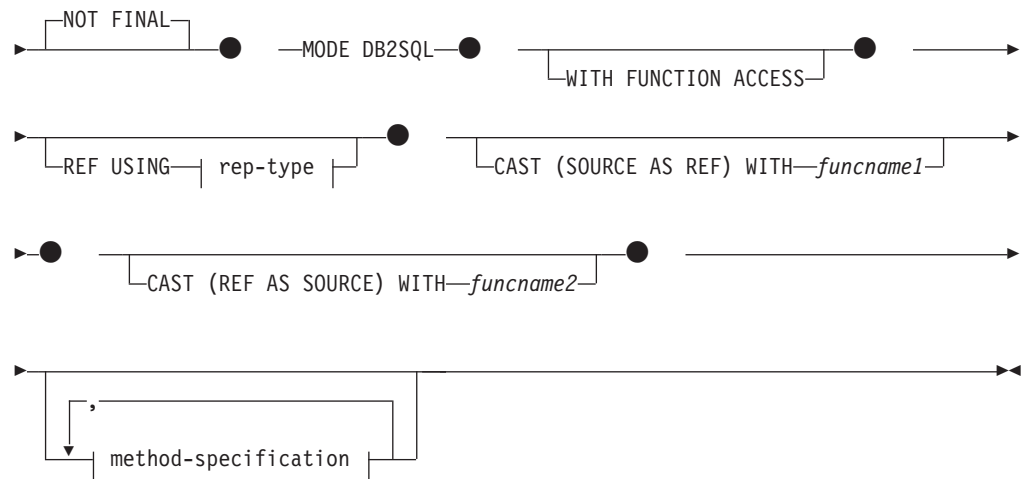 NOT FINAL
MODE DB2SQL
WITH FUNCTION ACCESS
REF USING rep-type
CAST (SOURCE AS REF) WITH funcname1
CAST (REF AS SOURCE) WITH funcname2
,
method-specification